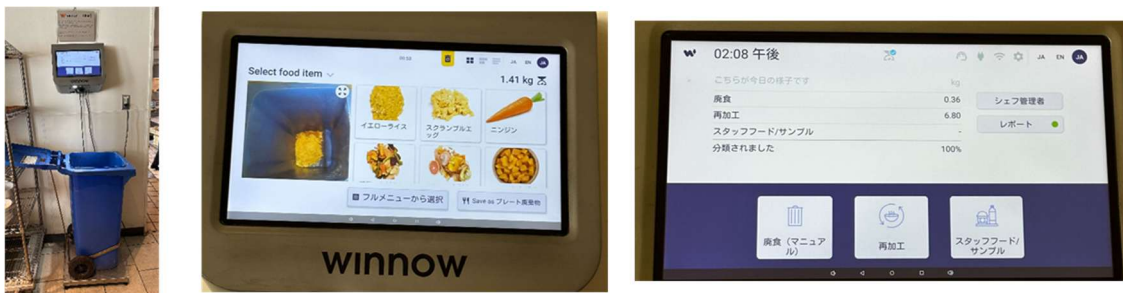 WINNOW
Select food item
1.41 kg
JA EN JA
イエローライス
スクランブルエッグ
ニンジン
フルメニューから選択
Save as プレート廃棄物
WINNOW
02:08 午後
JA EN JA
こちらが今日の様子です
kg
廃食 0.36
再加工 6.80
スタッフフード/サンプル -
分類されました 100%
シェフ管理者
レポート
廃食（マニュアル）
再加工
スタッフフード/サンプル